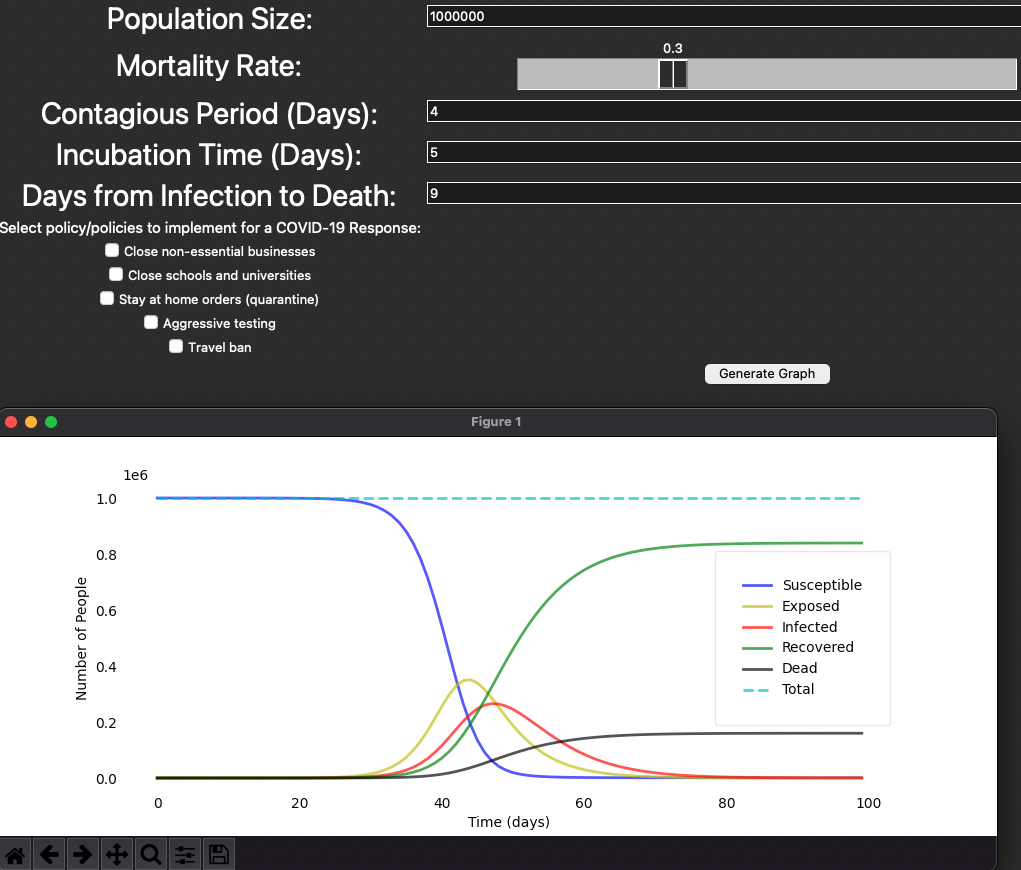 Population Size:
1000000
0.3
Mortality Rate:
Contagious Period (Days):
4
Incubation Time (Days):
5
Days from Infection to Death:
9
Select policy/policies to implement for a COVID-19 Response:
Close non-essential businesses
Close schools and universities
Stay at home orders (quarantine)
Aggressive testing
Travel ban
Generate Graph
Figure 1
1e6
1.0
0.8
0.6
0.4
0.2
0.0
Number of People
Susceptible
Exposed
Infected
Recovered
Dead
Total
0 20 40 60 80 100
Time (days)